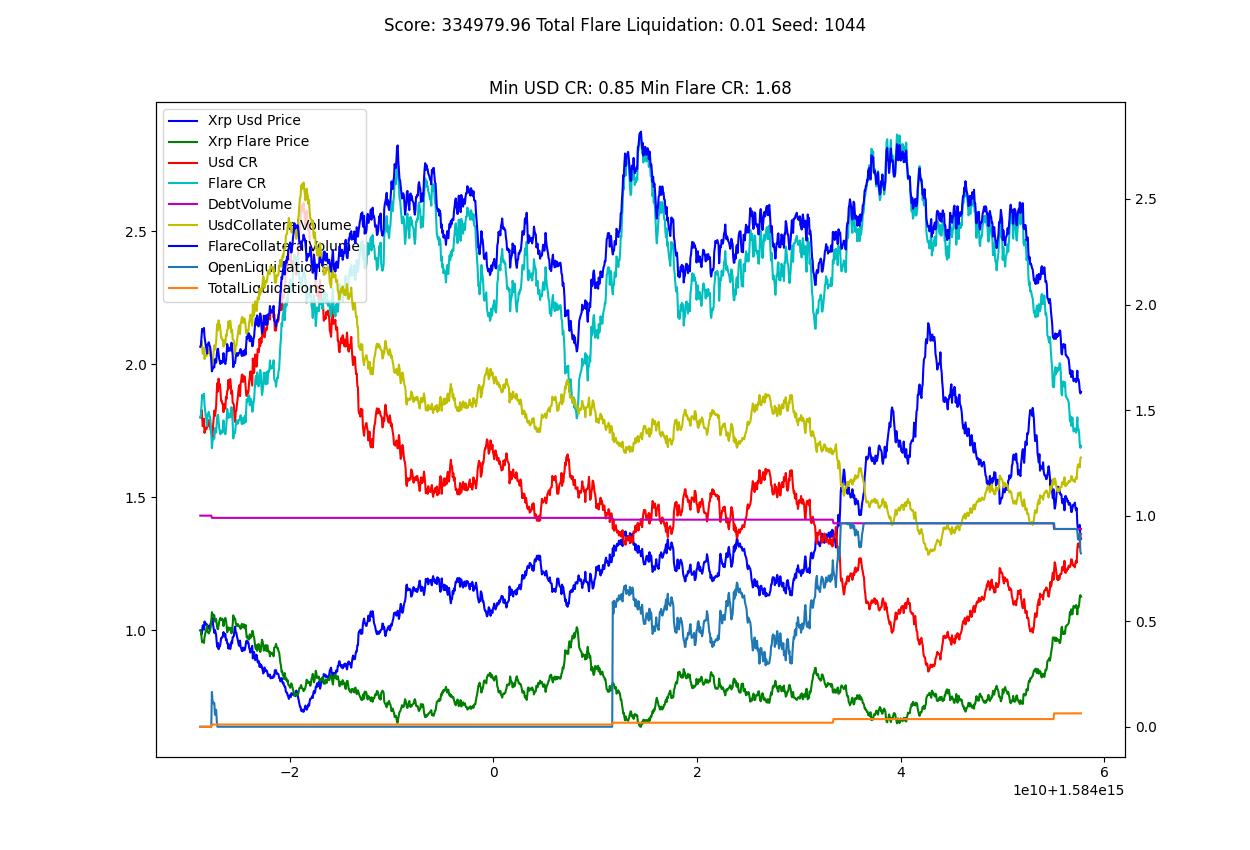 Score: 334979.96 Total Flare Liquidation: 0.01 Seed: 1044
Min USD CR: 0.85 Min Flare CR: 1.68
Xrp Usd Price
Xrp Flare Price
Usd CR
Flare CR
DebtVolume
UsdCollateralVolume
FlareCollateralVolume
OpenLiquidations
TotalLiquidations
2.5
2.0
1.5
1.0
2.5
2.0
1.5
1.0
0.5
0.0
−2
0
2
4
6
1e10+1.584e15